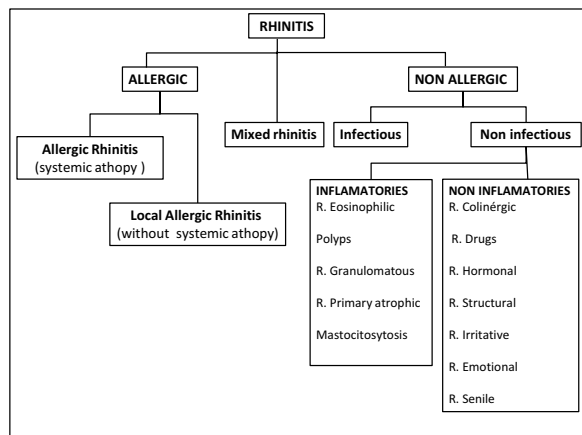 RHINITIS
ALLERGIC
NON ALLERGIC
Mixed rhinitis
Infectious
Non infectious
Allergic Rhinitis
(systemic athopy )
Local Allergic Rhinitis
(without systemic athopy)
INFLAMATORIES
R. Eosinophilic
Polyps
R. Granulomatous
R. Primary atrophic
Mastocitosytosis
NON INFLAMATORIES
R. Colinérgic
R. Drugs
R. Hormonal
R. Structural
R. Irritative
R. Emotional
R. Senile